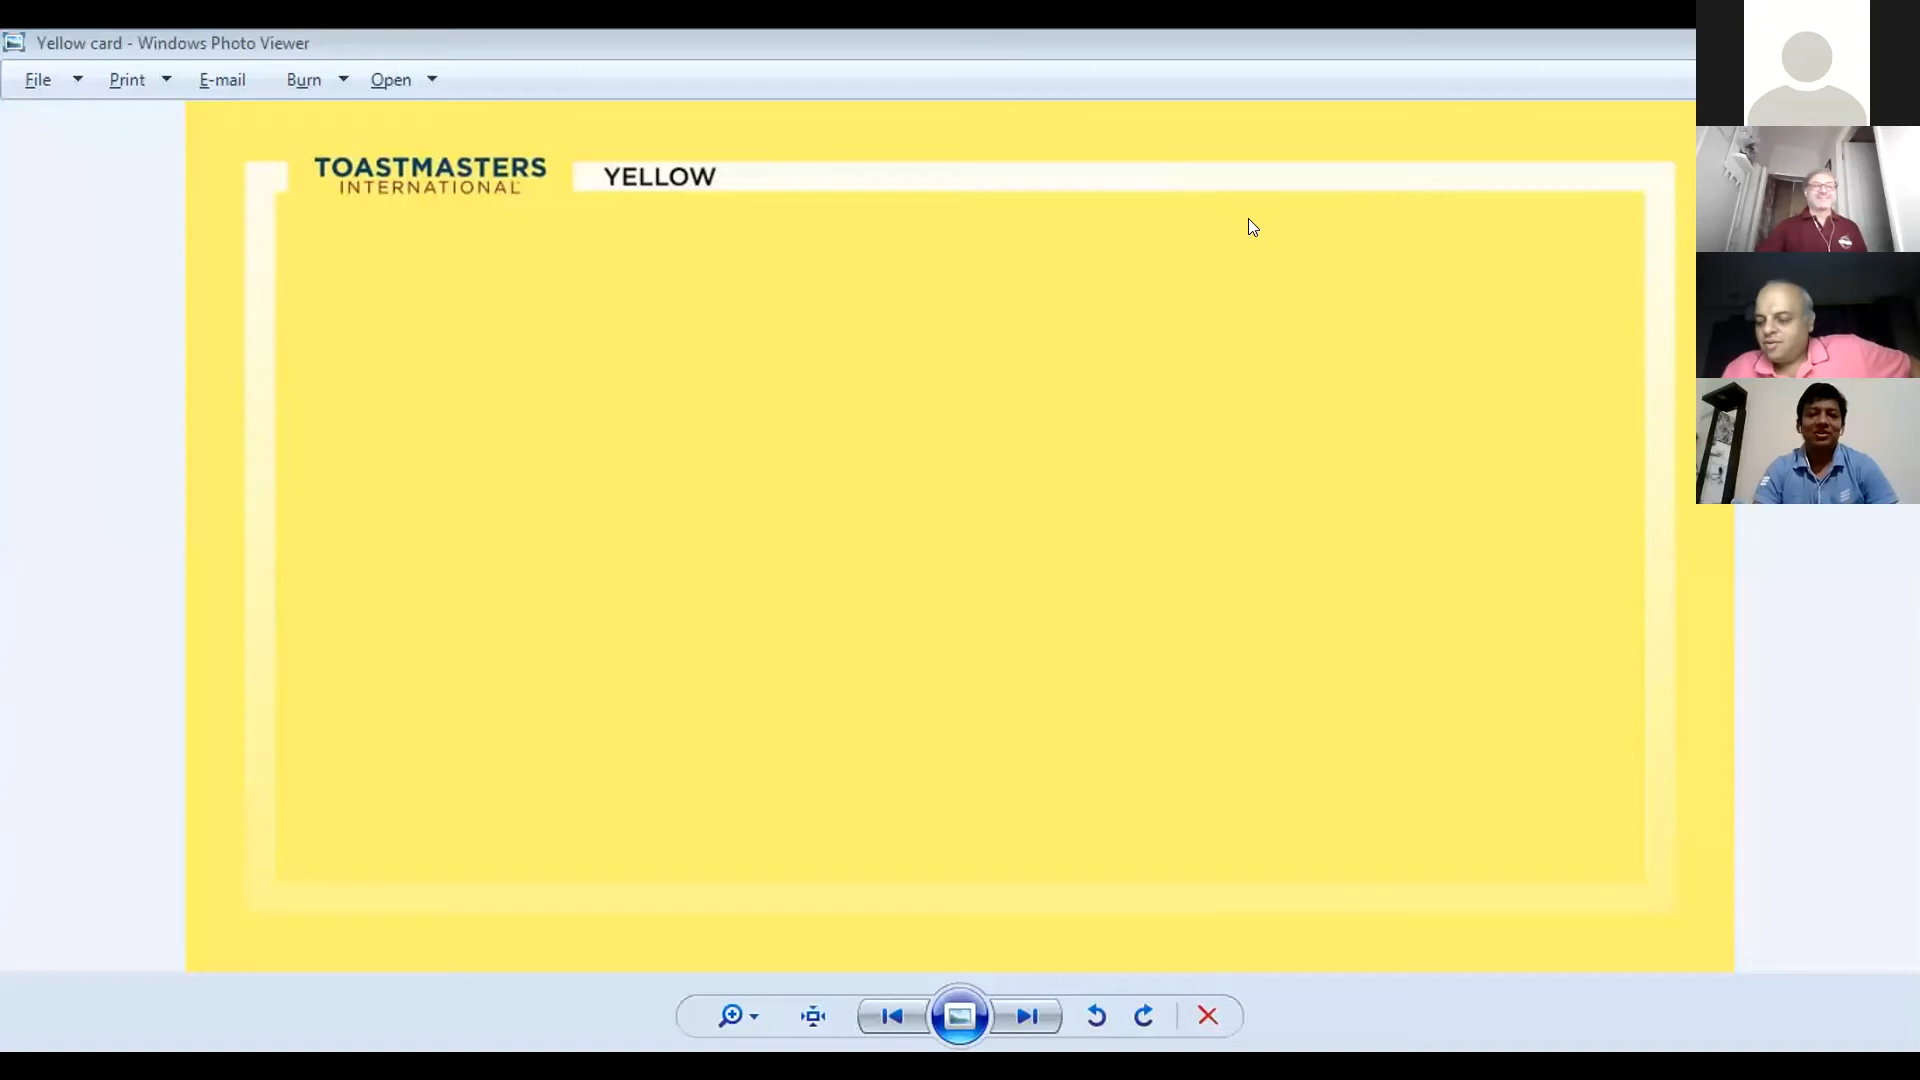 Yellow card - Windows Photo Viewer
File Print E-mail Burn Open
TOASTMASTERS
INTERNATIONAL
YELLOW